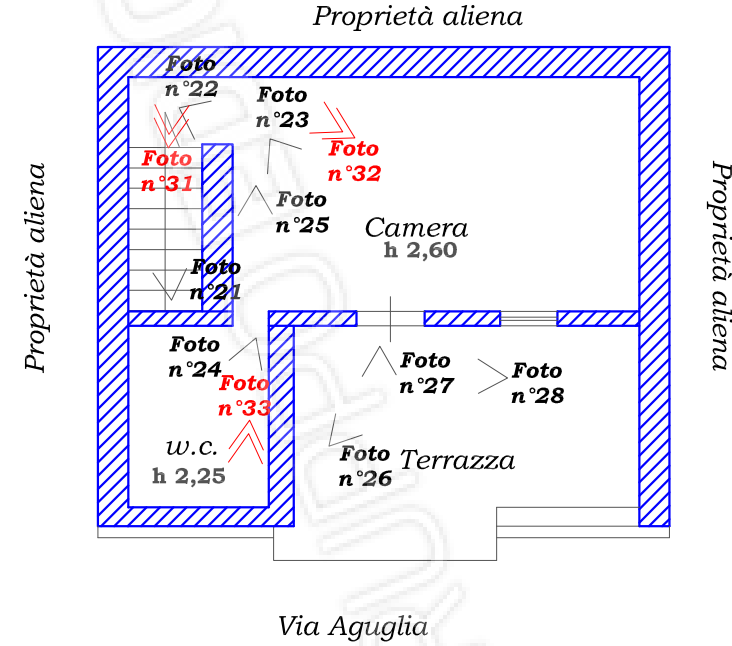 Proprietà aliena
Foto
n°22
Foto
n°23
Foto
n°31
Foto
n°32
Foto
n°25
Camera
h 2,60
Foto
n°21
Proprietà aliena
Proprietà aliena
Foto
n°24
Foto
n°33
Foto
n°27
Foto
n°28
w.c.
h 2,25
Foto
n°26
Terrazza
Via Aguglia